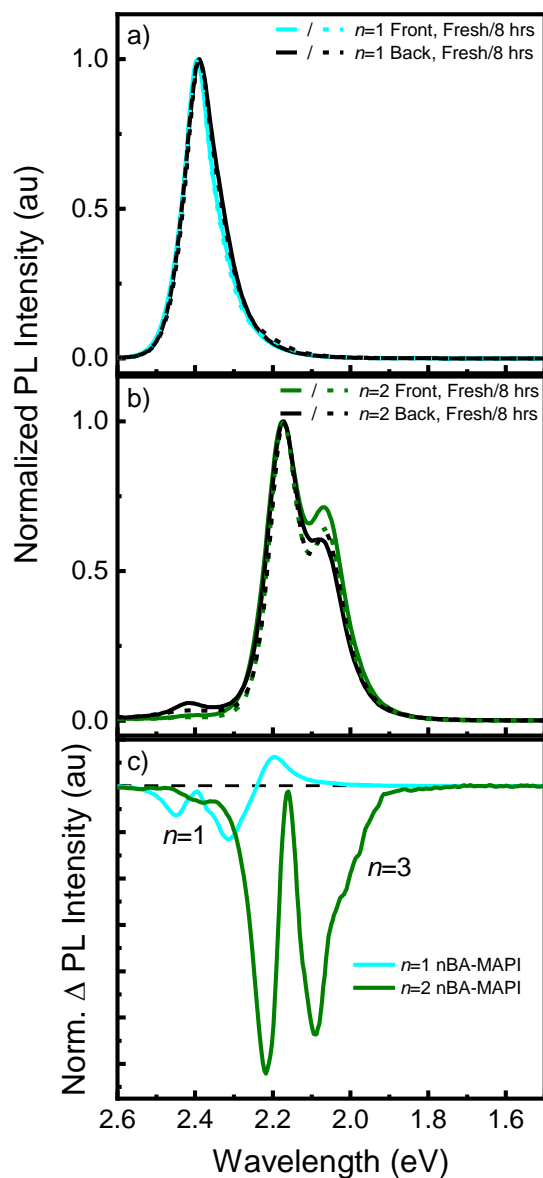 a)
/ n=1 Front, Fresh/8 hrs
/ n=1 Back, Fresh/8 hrs
1.0
0.5
0.0
b)
/ n=2 Front, Fresh/8 hrs
/ n=2 Back, Fresh/8 hrs
1.0
0.5
0.0
Normalized PL Intensity (au)
c)
n=1
n=3
n=1 nBA-MAPI
n=2 nBA-MAPI
Norm. Δ PL Intensity (au)
2.6 2.4 2.2 2.0 1.8 1.6
Wavelength (eV)